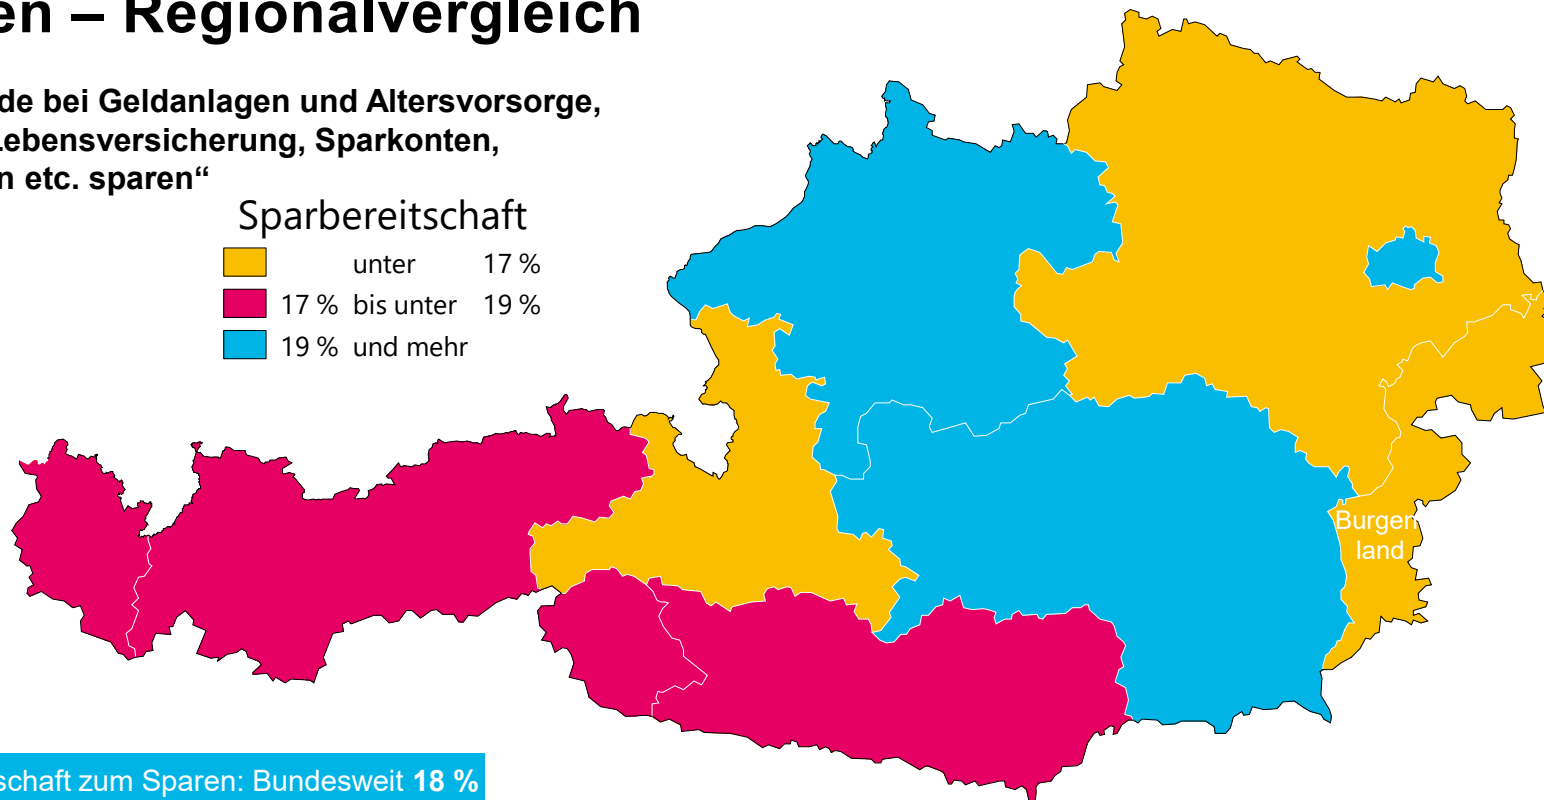 en – Regionalvergleich
de bei Geldanlagen und Altersvorsorge,
Lebensversicherung, Sparkonten,
n etc. sparen“
Sparbereitschaft
unter 17 %
17 % bis unter 19 %
19 % und mehr
Burgen
land
schaft zum Sparen: Bundesweit 18 %